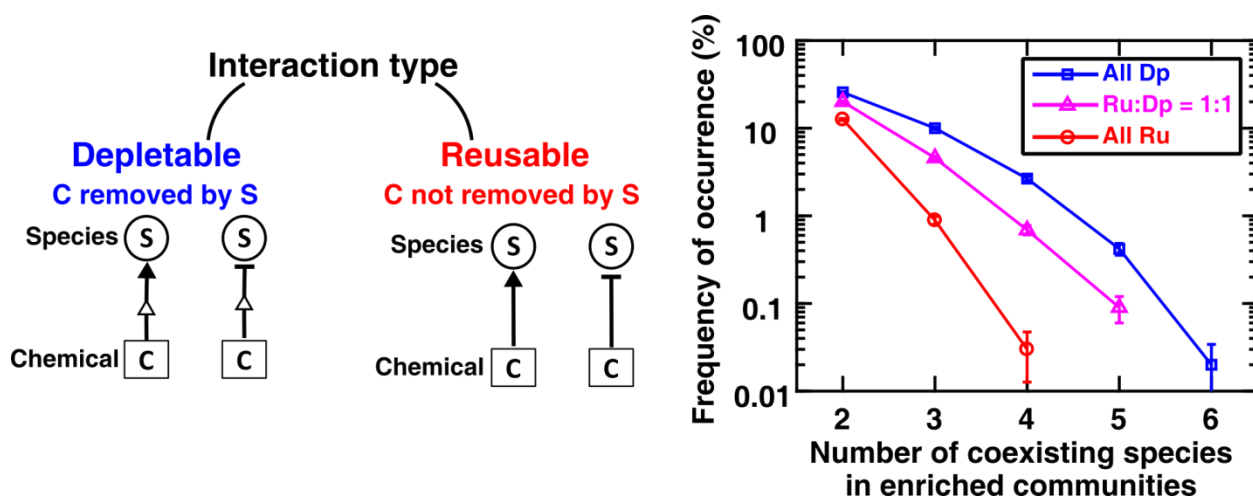 Interaction type
Depletable
C removed by S
Species
S
S
Chemical
C
C
Reusable
C not removed by S
Species
S
S
Chemical
C
C
Frequency of occurrence (%)
100
10
1
0.1
0.01
All Dp
Ru:Dp = 1:1
All Ru
2 3 4 5 6
Number of coexisting species
in enriched communities